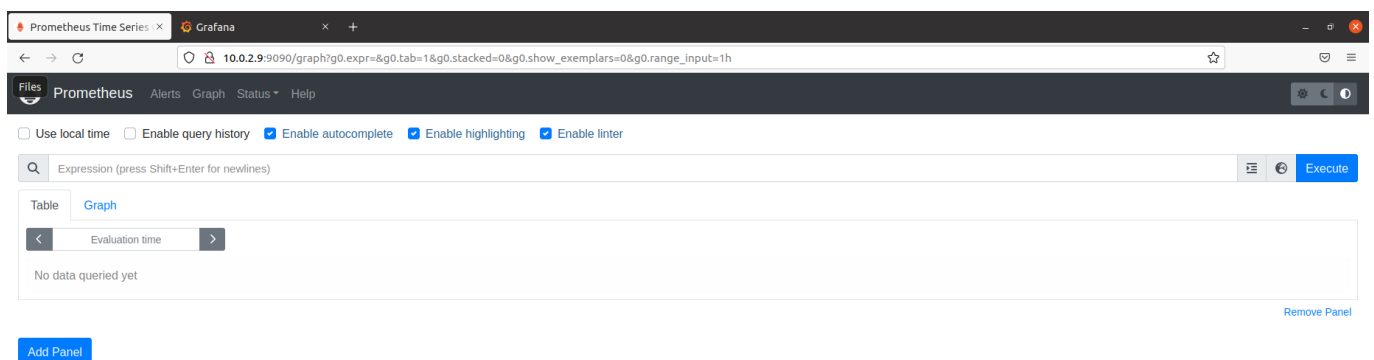 Prometheus Time Series
Grafana
10.0.2.9:9090/graph?g0.expr=&g0.tab=1&g0.stacked=0&g0.show_exemplars=0&g0.range_input=1h
Files
Prometheus Alerts Graph Status Help
Use local time Enable query history Enable autocomplete Enable highlighting Enable linter
Expression (press Shift+Enter for newlines) Execute
Table Graph
Evaluation time
No data queried yet
Remove Panel
Add Panel